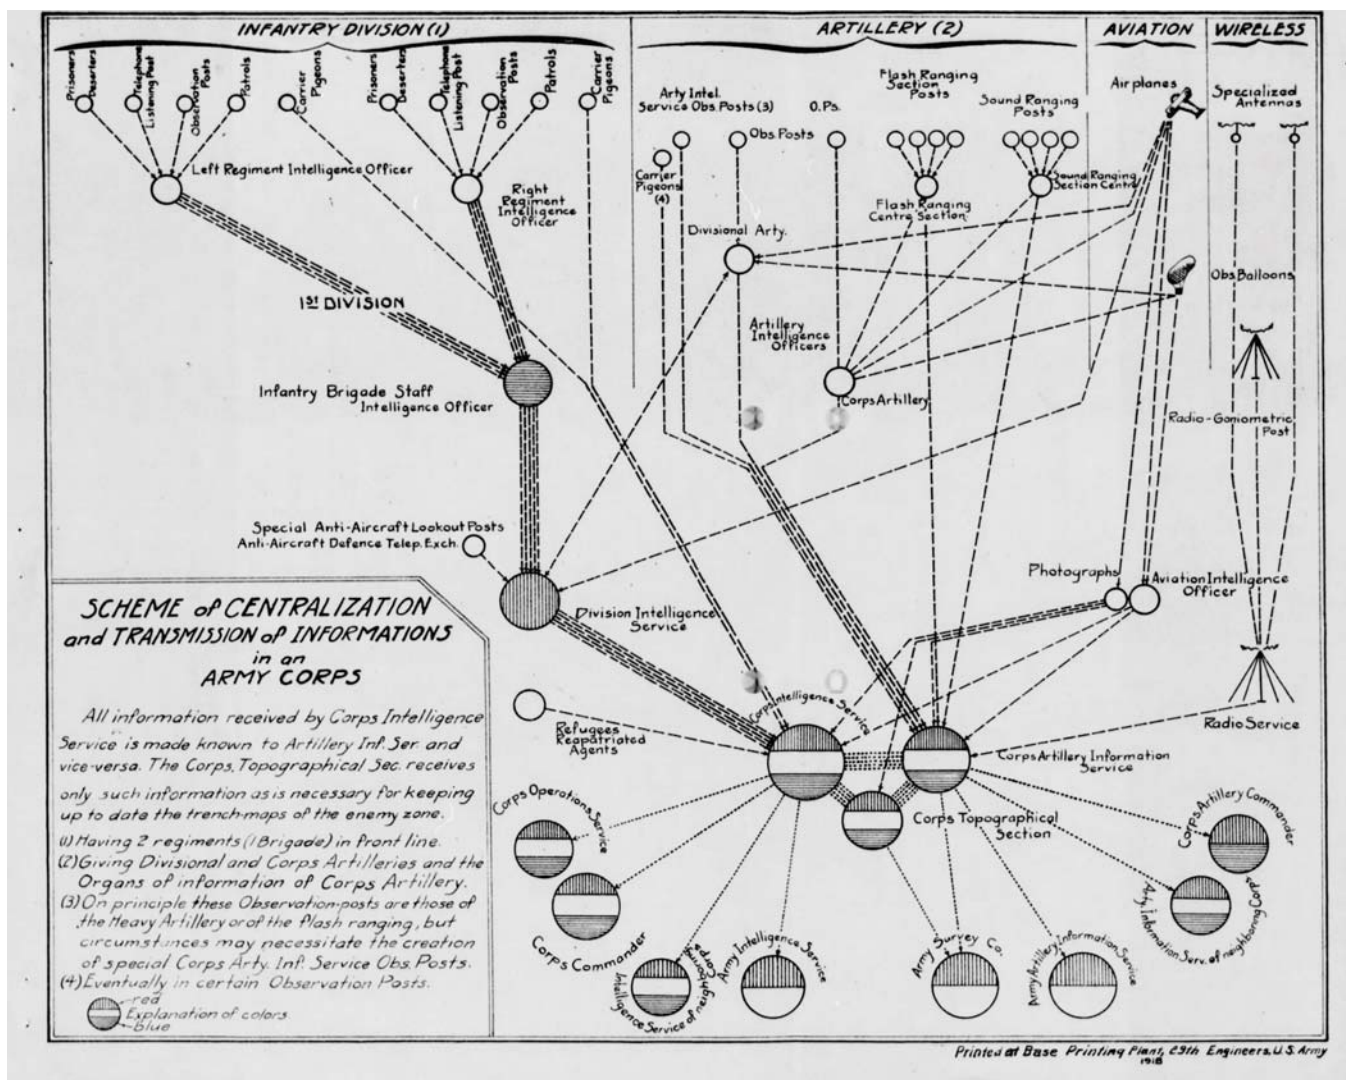 INFANTRY DIVISION (1)
ARTILLERY (2)
AVIATION
WIRELESS
Prisoners
Deserters
Telephone
Listening Post
Observation
Posts
Patrols
Carrier
Pigeons
Prisoners
Deserters
Telephone
Listening Post
Observation
Posts
Patrols
Carrier
Pigeons
Arty Intel.
Service Obs Posts (3)
O.Ps.
Flash Ranging
Section
Posts
Sound Ranging
Posts
Airplanes
Specialized
Antennas
Obs Posts
Carrier
Pigeons
(4)
Left Regiment Intelligence Officer
Right
Regiment
Intelligence
Officer
Flash Ranging
Centre Section
Sound Ranging
Section Centre
Divisional Arty.
Obs Balloons
1st DIVISION
Artillery
Intelligence
Officers
Infantry Brigade Staff
Intelligence Officer
Corps Artillery
Radio-Goniometric
Post
Special Anti-Aircraft Lookout Posts
Anti-Aircraft Defence Telep. Exch.
Photographs
Aviation Intelligence
Officer
Division Intelligence
Service
SCHEME of CENTRALIZATION
and TRANSMISSION of INFORMATIONS
in an
ARMY CORPS
All information received by Corps Intelligence
Service is made known to Artillery Inf. Ser. and
vice-versa. The Corps. Topographical Sec. receives
only such information as is necessary for keeping
up to date the trench-maps of the enemy zone.
(1) Having 2 regiments (1 Brigade) in front line.
(2) Giving Divisional and Corps Artilleries and the
Organs of information of Corps Artillery.
(3) On principle these Observation-posts are those of
the Heavy Artillery or of the flash ranging, but
circumstances may necessitate the creation
of special Corps Arty. Inf. Service Obs. Posts.
(4) Eventually in certain Observation Posts.
red
Explanation of colors.
blue
Refugees
Reapatriated
Agents
Corps Intelligence Service
Corps Artillery Information
Service
Radio Service
Corps Topographical
Section
Corps Operations Service
Corps Commander
Intelligence Service of neighboring Corps
Army Intelligence Service
Army Survey Co.
Army Artillery Information Service
Arty. Information Serv. of neighboring Corps
Corps Artillery Commander
Printed at Base Printing Plant, 29th Engineers, U.S. Army
1918